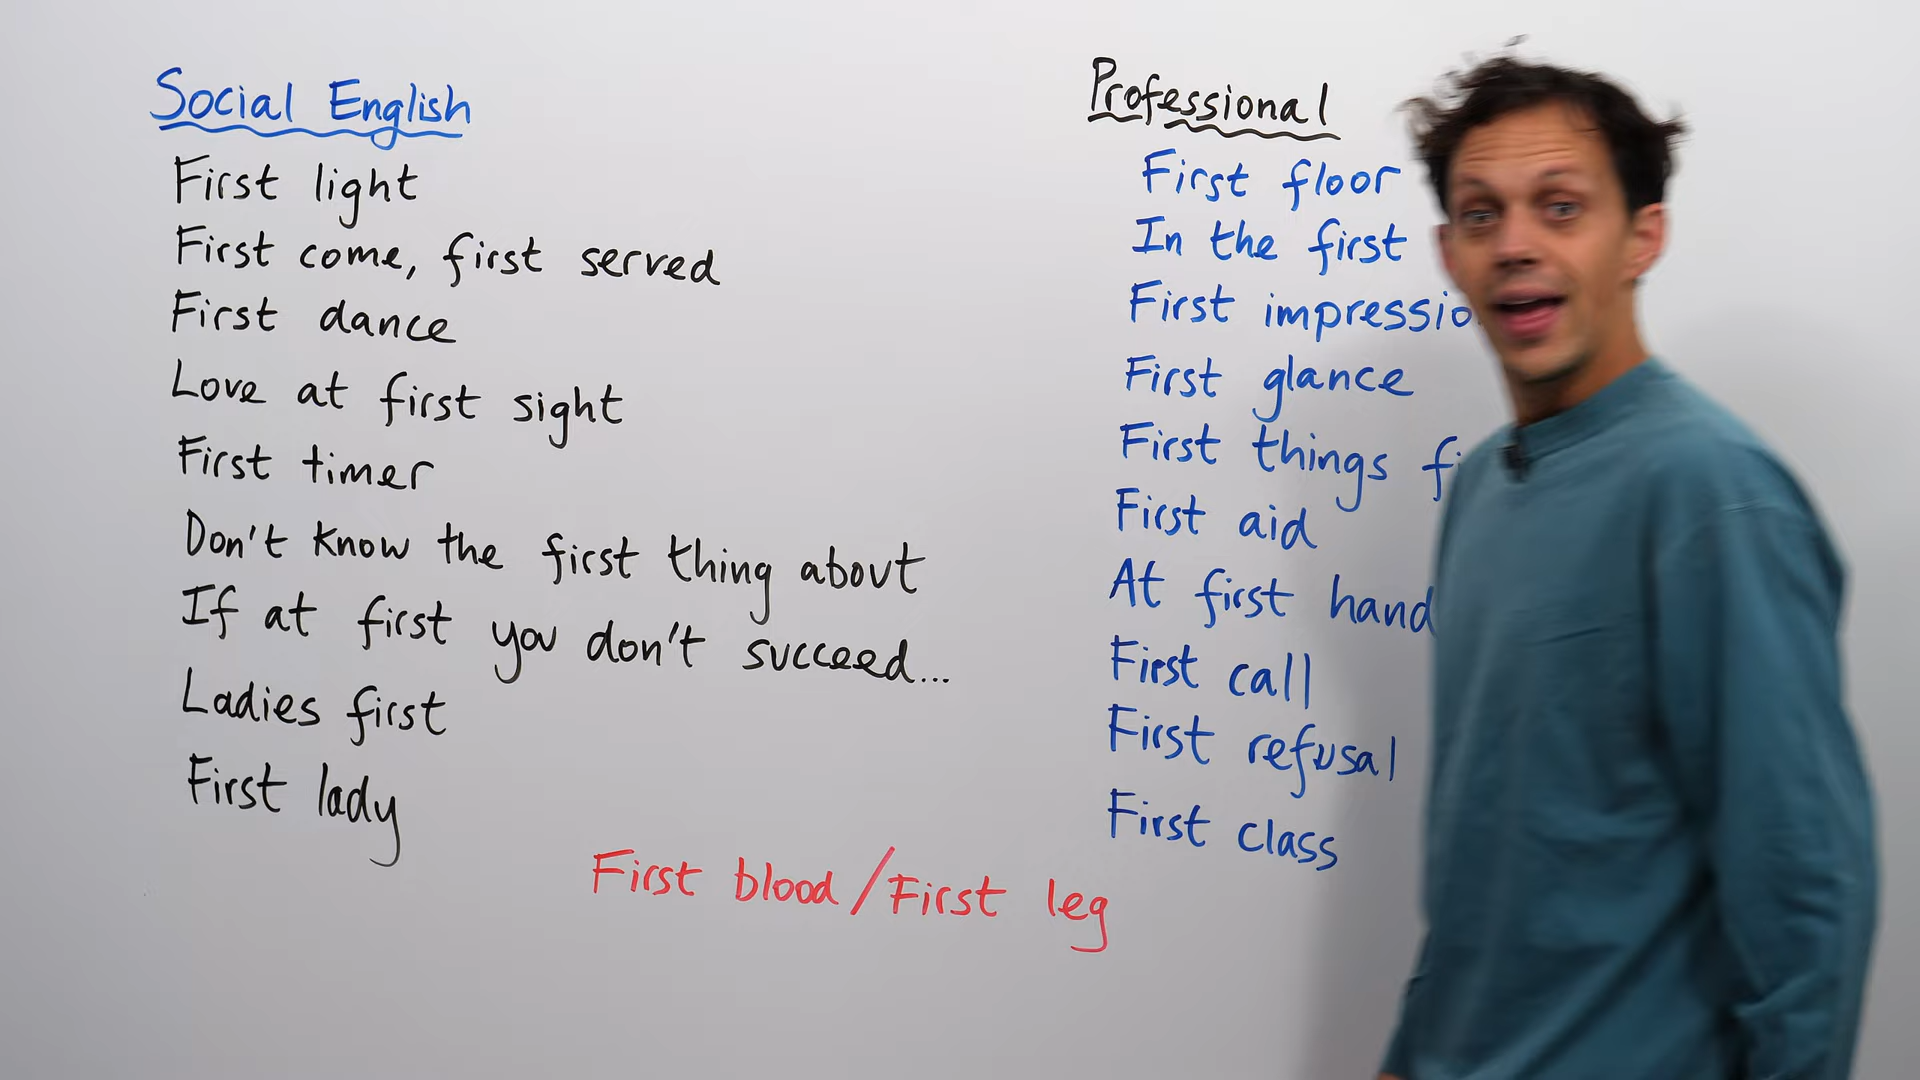 Social English
First light
First come, first served
First dance
Love at first sight
First timer
Don't know the first thing about
If at first you don't succeed...
Ladies first
First lady
Professional
First floor
In the first
First
First glance
First things
First aid
At first hand
First call
First refusal
First class
First blood/First leg